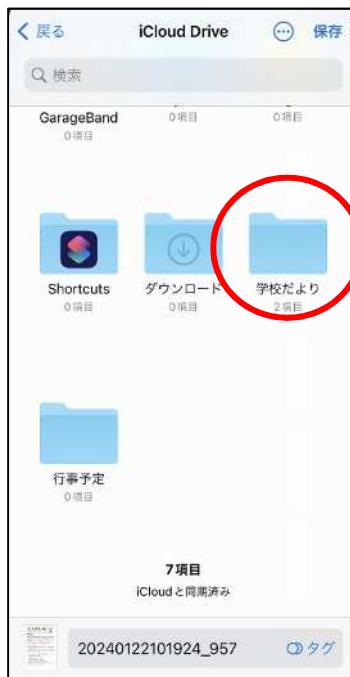 戻る iCloud Drive 保存
検索
GarageBand
0項目 0項目 0項目
Shortcuts ダウンロード 学校だより
0項目 0項目 2項目
行事予定
0項目
7項目
iCloudと同期済み
20240122101924_957 タグ